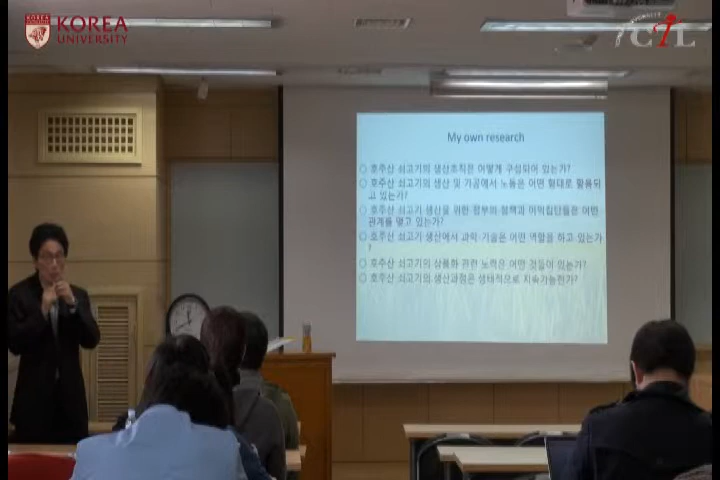 KOREA
UNIVERSITY
My own research
○ 호주산 쇠고기의 생산조직은 어떻게 구성되어 있는가?
○ 호주산 쇠고기의 생산 및 가공에서 노동은 어떤 형태로 활용되
고 있는가?
○ 호주산 쇠고기 생산을 위한 정부의 정책과 이익집단들은 어떤
관계를 맺고 있는가?
○ 호주산 쇠고기 생산에서 과학 기술은 어떤 역할을 하고 있는가
?
○ 호주산 쇠고기의 상품화 관련 노력은 어떤 것들이 있는가?
○ 호주산 쇠고기의 생산과정은 생태적으로 지속가능한가?